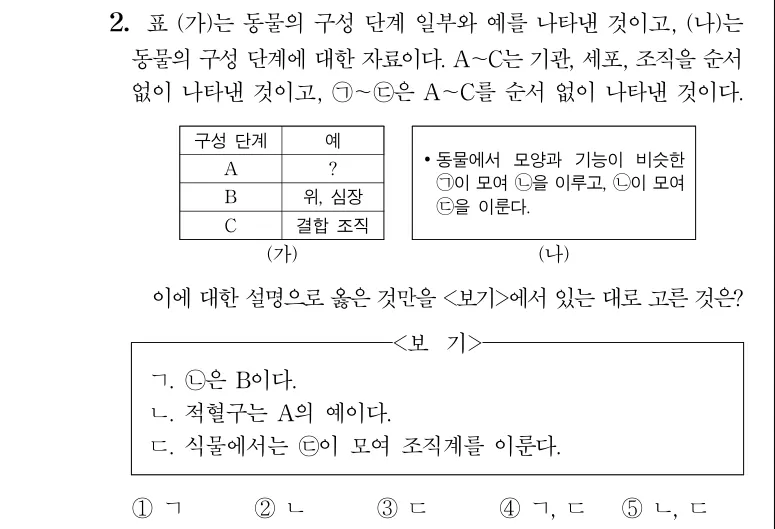 2. 표 (가)는 동물의 구성 단계 일부와 예를 나타낸 것이고, (나)는
동물의 구성 단계에 대한 자료이다. A~C는 기관, 세포, 조직을 순서
없이 나타낸 것이고, ㉠~㉢은 A~C를 순서 없이 나타낸 것이다.
구성 단계 예
A ?
B 위, 심장
C 결합 조직
(가)
• 동물에서 모양과 기능이 비슷한
㉠이 모여 ㉡을 이루고, ㉡이 모여
㉢을 이룬다.
(나)
이에 대한 설명으로 옳은 것만을 <보기>에서 있는 대로 고른 것은?
<보 기>
ㄱ. ㉡은 B이다.
ㄴ. 적혈구는 A의 예이다.
ㄷ. 식물에서는 ㉢이 모여 조직계를 이룬다.
① ㄱ ② ㄴ ③ ㄷ ④ ㄱ, ㄷ ⑤ ㄴ, ㄷ